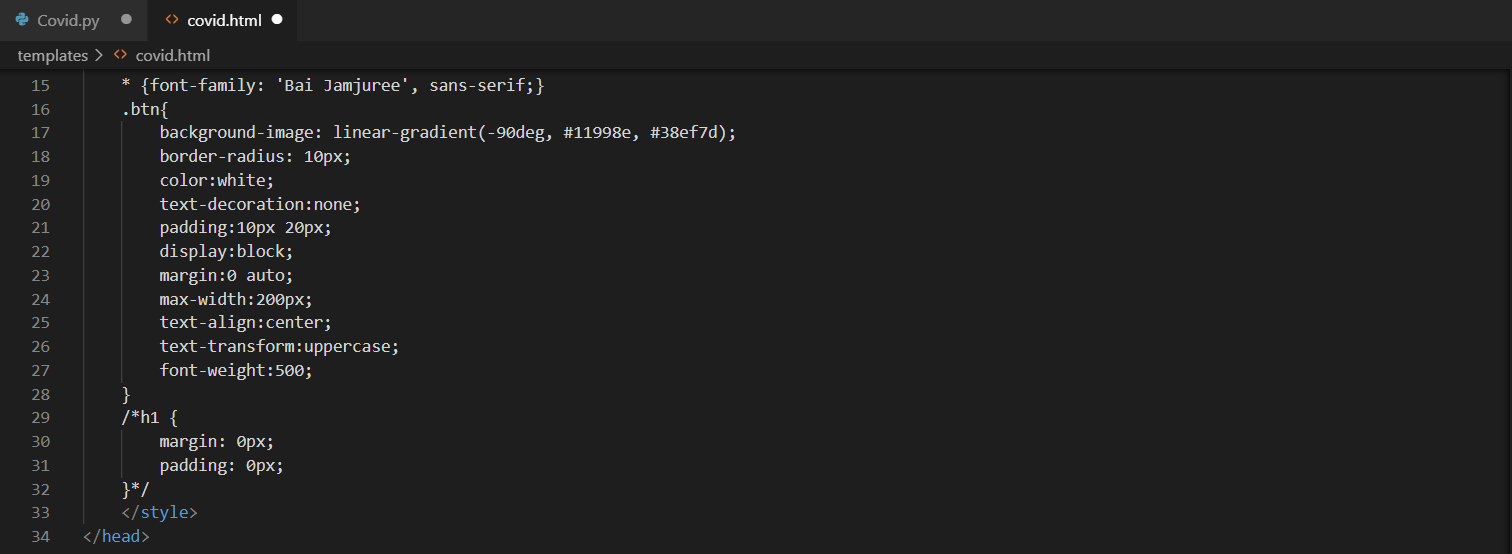 Covid.py covid.html
templates > covid.html
15 * {font-family: 'Bai Jamjuree', sans-serif;}
16 .btn{
17 background-image: linear-gradient(-90deg, #11998e, #38ef7d);
18 border-radius: 10px;
19 color:white;
20 text-decoration:none;
21 padding:10px 20px;
22 display:block;
23 margin:0 auto;
24 max-width:200px;
25 text-align:center;
26 text-transform:uppercase;
27 font-weight:500;
28 }
29 /*h1 {
30 margin: 0px;
31 padding: 0px;
32 }*/
33 </style>
34 </head>